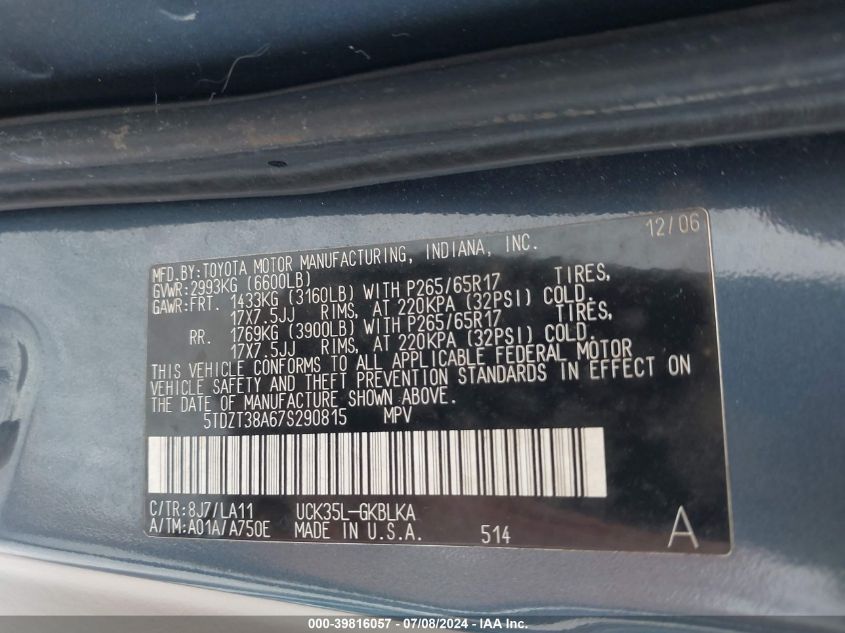 12/06
MFD.BY:TOYOTA MOTOR MANUFACTURING, INDIANA, INC.
GVWR:2993KG (6600LB)
GAWR:FRT. 1433KG (3160LB) WITH P265/65R17 TIRES,
17X7.5JJ RIMS, AT 220KPA (32PSI) COLD.
RR. 1769KG (3900LB) WITH P265/65R17 TIRES,
17X7.5JJ RIMS, AT 220KPA (32PSI) COLD.
THIS VEHICLE CONFORMS TO ALL APPLICABLE FEDERAL MOTOR
VEHICLE SAFETY AND THEFT PREVENTION STANDARDS IN EFFECT ON
THE DATE OF MANUFACTURE SHOWN ABOVE.
5TDZT38A67S290815 MPV
C/TR:8J7/LA11 UCK35L-GKBLKA
A/TM:A01A/A750E MADE IN U.S.A. 514 A
000-39816057 - 07/08/2024 - IAA Inc.